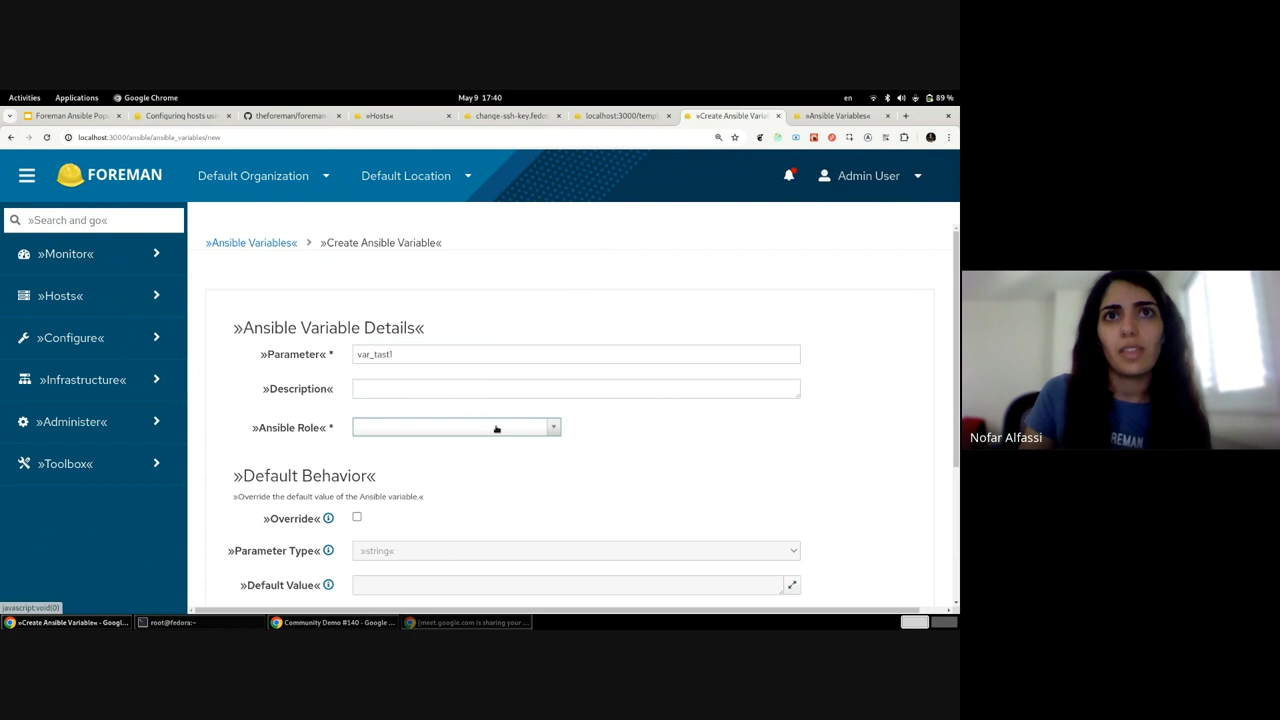 Activities Applications Google Chrome May 9 17:40 en 89 %
Foreman Ansible Pop Configuring hosts usin theforeman/foreman- »Hosts« change-ssh-key.fedo localhost:3000/templ »Create Ansible Varia »Ansible Variables«
localhost:3000/ansible/ansible_variables/new
FOREMAN Default Organization Default Location Admin User
»Search and go«
»Monitor«
»Hosts«
»Configure«
»Infrastructure«
»Administer«
»Toolbox«
»Ansible Variables« > »Create Ansible Variable«
»Ansible Variable Details«
»Parameter« * var_tast1
»Description«
»Ansible Role« *
»Default Behavior«
»Override the default value of the Ansible variable.«
»Override«
»Parameter Type« »string«
»Default Value«
javascript:void(0)
»Create Ansible Variable« - Googl... root@fedora:~ Community Demo #140 - Google ... [meet.google.com is sharing your ...
EMAN
Nofar Alfassi